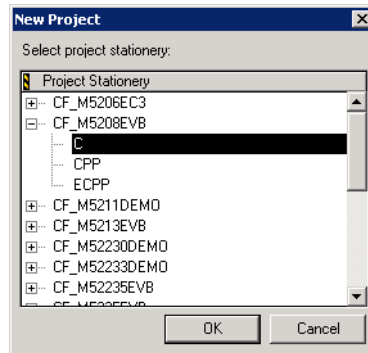 New Project
Select project stationery:
Project Stationery
CF_M5206EC3
CF_M5208EVB
C
CPP
ECPP
CF_M5211DEMO
CF_M5213EVB
CF_M52230DEMO
CF_M52233DEMO
CF_M52235EVB
OK
Cancel